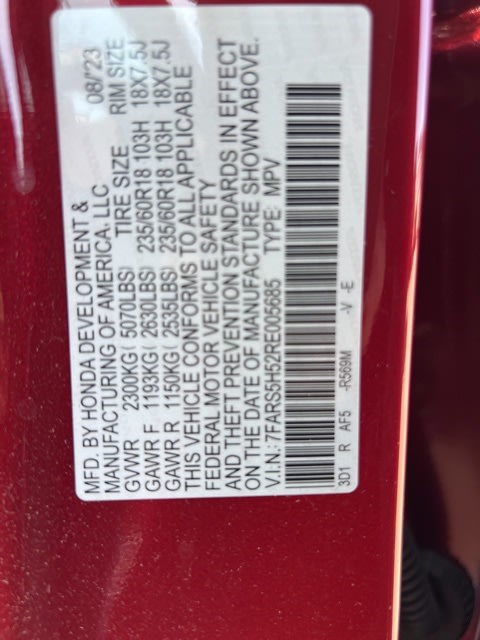 MFD. BY HONDA DEVELOPMENT & 08/'23
MANUFACTURING OF AMERICA, LLC
TIRE SIZE RIM SIZE
GVWR 2300KG( 5070LBS)
GAWR F 1193KG( 2630LBS) 235/60R18 103H 18X7.5J
GAWR R 1150KG( 2535LBS) 235/60R18 103H 18X7.5J
THIS VEHICLE CONFORMS TO ALL APPLICABLE
FEDERAL MOTOR VEHICLE SAFETY
AND THEFT PREVENTION STANDARDS IN EFFECT
ON THE DATE OF MANUFACTURE SHOWN ABOVE.
V.I.N.: 7FARS5H52RE005685 TYPE: MPV
3D1 R AF5 -R569M -V -E